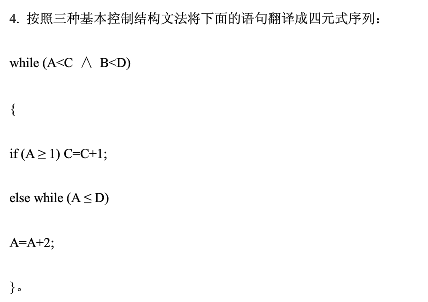 4. 按照三种基本控制结构文法将下面的语句翻译成四元式序列：
while (A<C ∧ B<D)
{
if (A ≥ 1) C=C+1;
else while (A ≤ D)
A=A+2;
}。